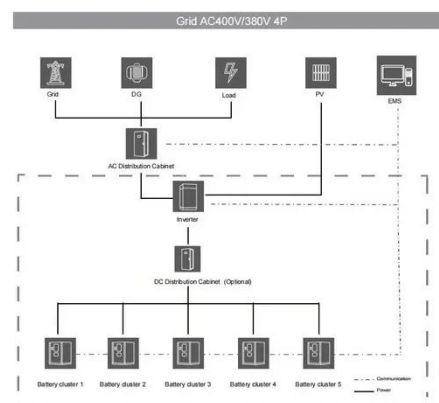 Grid AC400V/380V 4P
Grid
DG
Load
PV
EMS
AC Distribution Cabinet
Inverter
DC Distribution Cabinet (Optional)
Battery cluster 1
Battery cluster 2
Battery cluster 3
Battery cluster 4
Battery cluster 5
Communication
Power